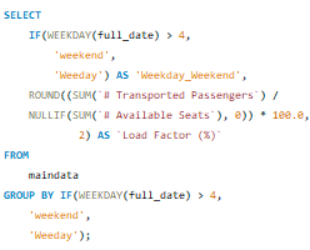 SELECT
IF(WEEKDAY(full_date) > 4,
'weekend',
'Weeday') AS 'Weekday_Weekend',
ROUND((SUM(`# Transported Passengers`) /
NULLIF(SUM(`# Available Seats`), 0)) * 100.0,
2) AS `Load Factor (%)`
FROM
maindata
GROUP BY IF(WEEKDAY(full_date) > 4,
'weekend',
'Weeday');